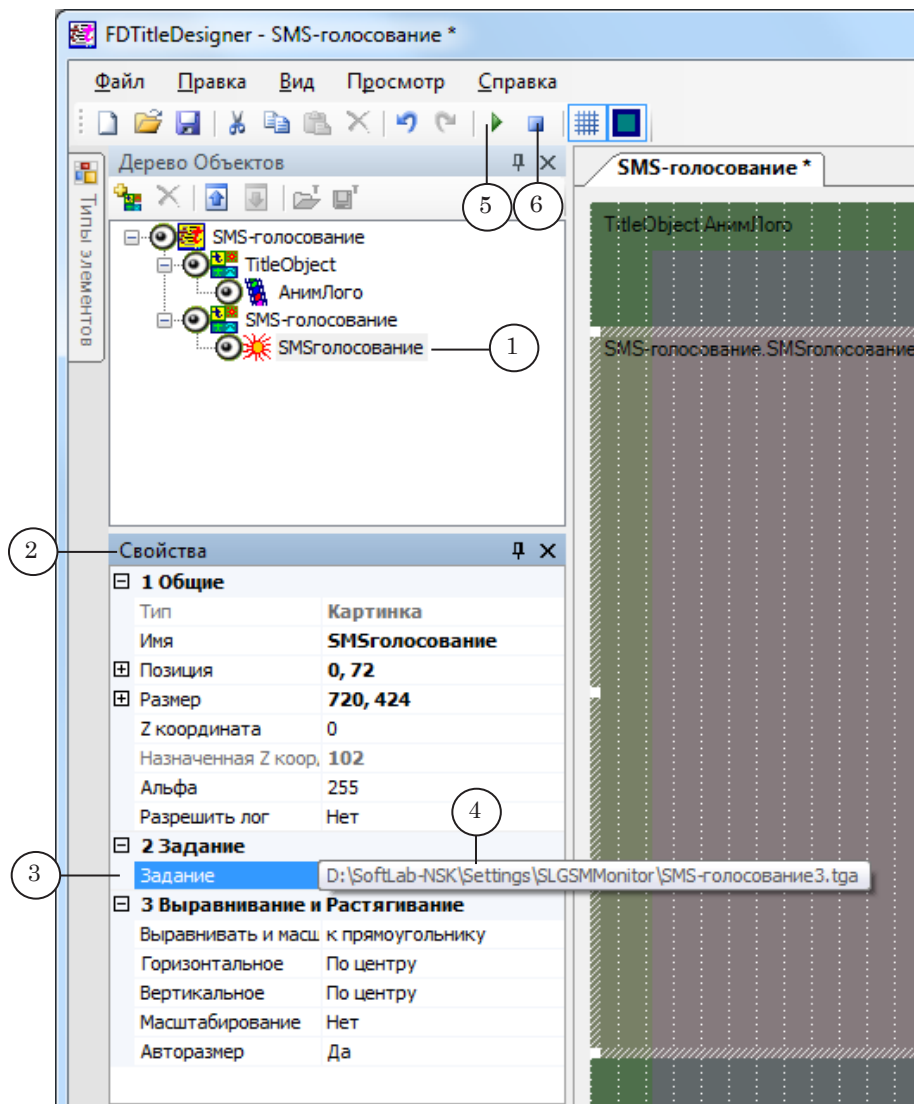 FDTitleDesigner - SMS-голосование *
Файл Правка Вид Просмотр Справка
Дерево Объектов
SMS-голосование *
Типы элементов
5
6
TitleObject.АнимЛого
SMS-голосование
TitleObject
АнимЛого
SMS-голосование
SMSголосование
1
SMS-голосование.SMSголосование
2
Свойства
1 Общие
Тип Картинка
Имя SMSголосование
Позиция 0, 72
Размер 720, 424
Z координата 0
Назначенная Z коор, 102
Альфа 255
Разрешить лог Нет
4
2 Задание
3
Задание D:\SoftLab-NSK\Settings\SLGSMMonitor\SMS-голосование3.tga
3 Выравнивание и Растягивание
Выравнивать и масш к прямоугольнику
Горизонтальное По центру
Вертикальное По центру
Масштабирование Нет
Авторазмер Да